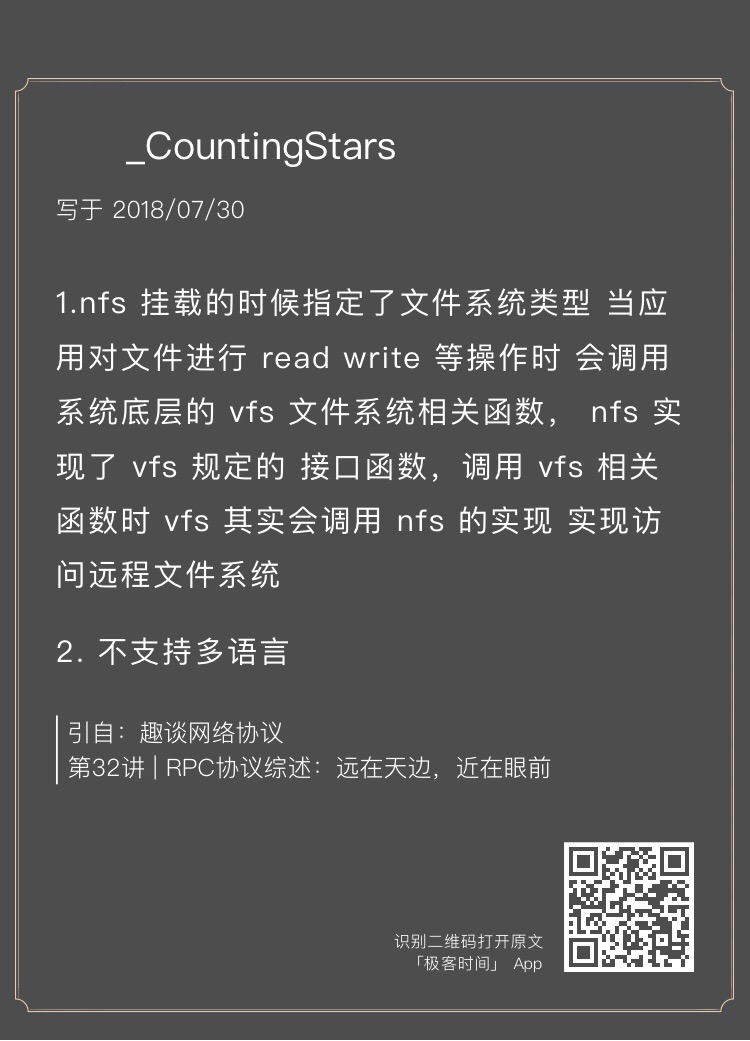 _CountingStars
写于 2018/07/30
1.nfs 挂载的时候指定了文件系统类型 当应
用对文件进行 read write 等操作时 会调用
系统底层的 vfs 文件系统相关函数， nfs 实
现了 vfs 规定的 接口函数，调用 vfs 相关
函数时 vfs 其实会调用 nfs 的实现 实现访
问远程文件系统
2. 不支持多语言
引自：趣谈网络协议
第32讲 | RPC协议综述：远在天边，近在眼前
识别二维码打开原文
「极客时间」 App